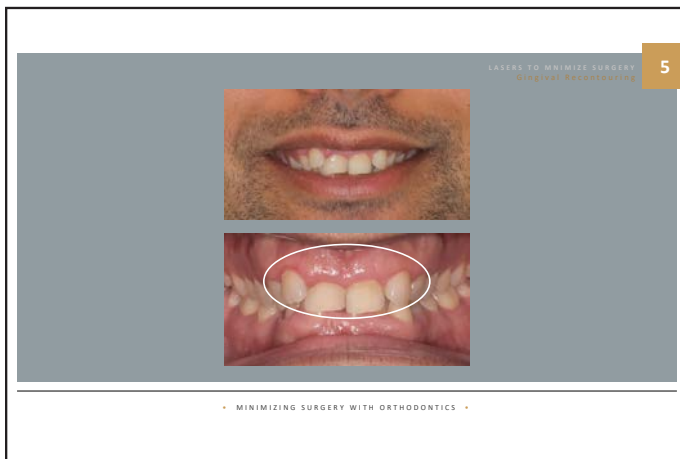 LASERS TO MNIMIZE SURGERY
Gingival Recontouring
5
• MINIMIZING SURGERY WITH ORTHODONTICS •